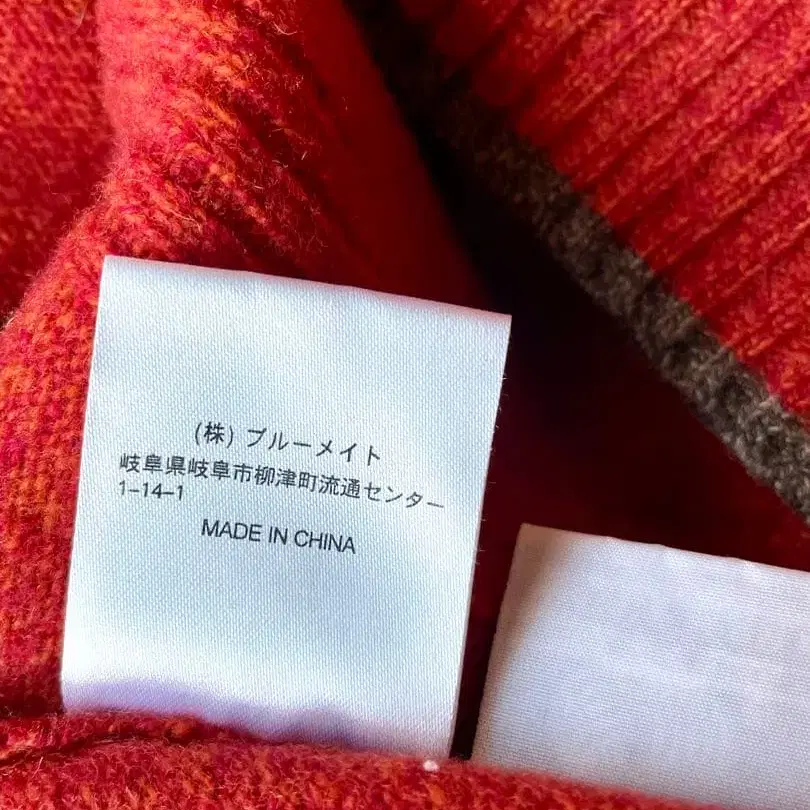 (株) ブルーメイト
岐阜県岐阜市柳津町流通センター
1-14-1
MADE IN CHINA